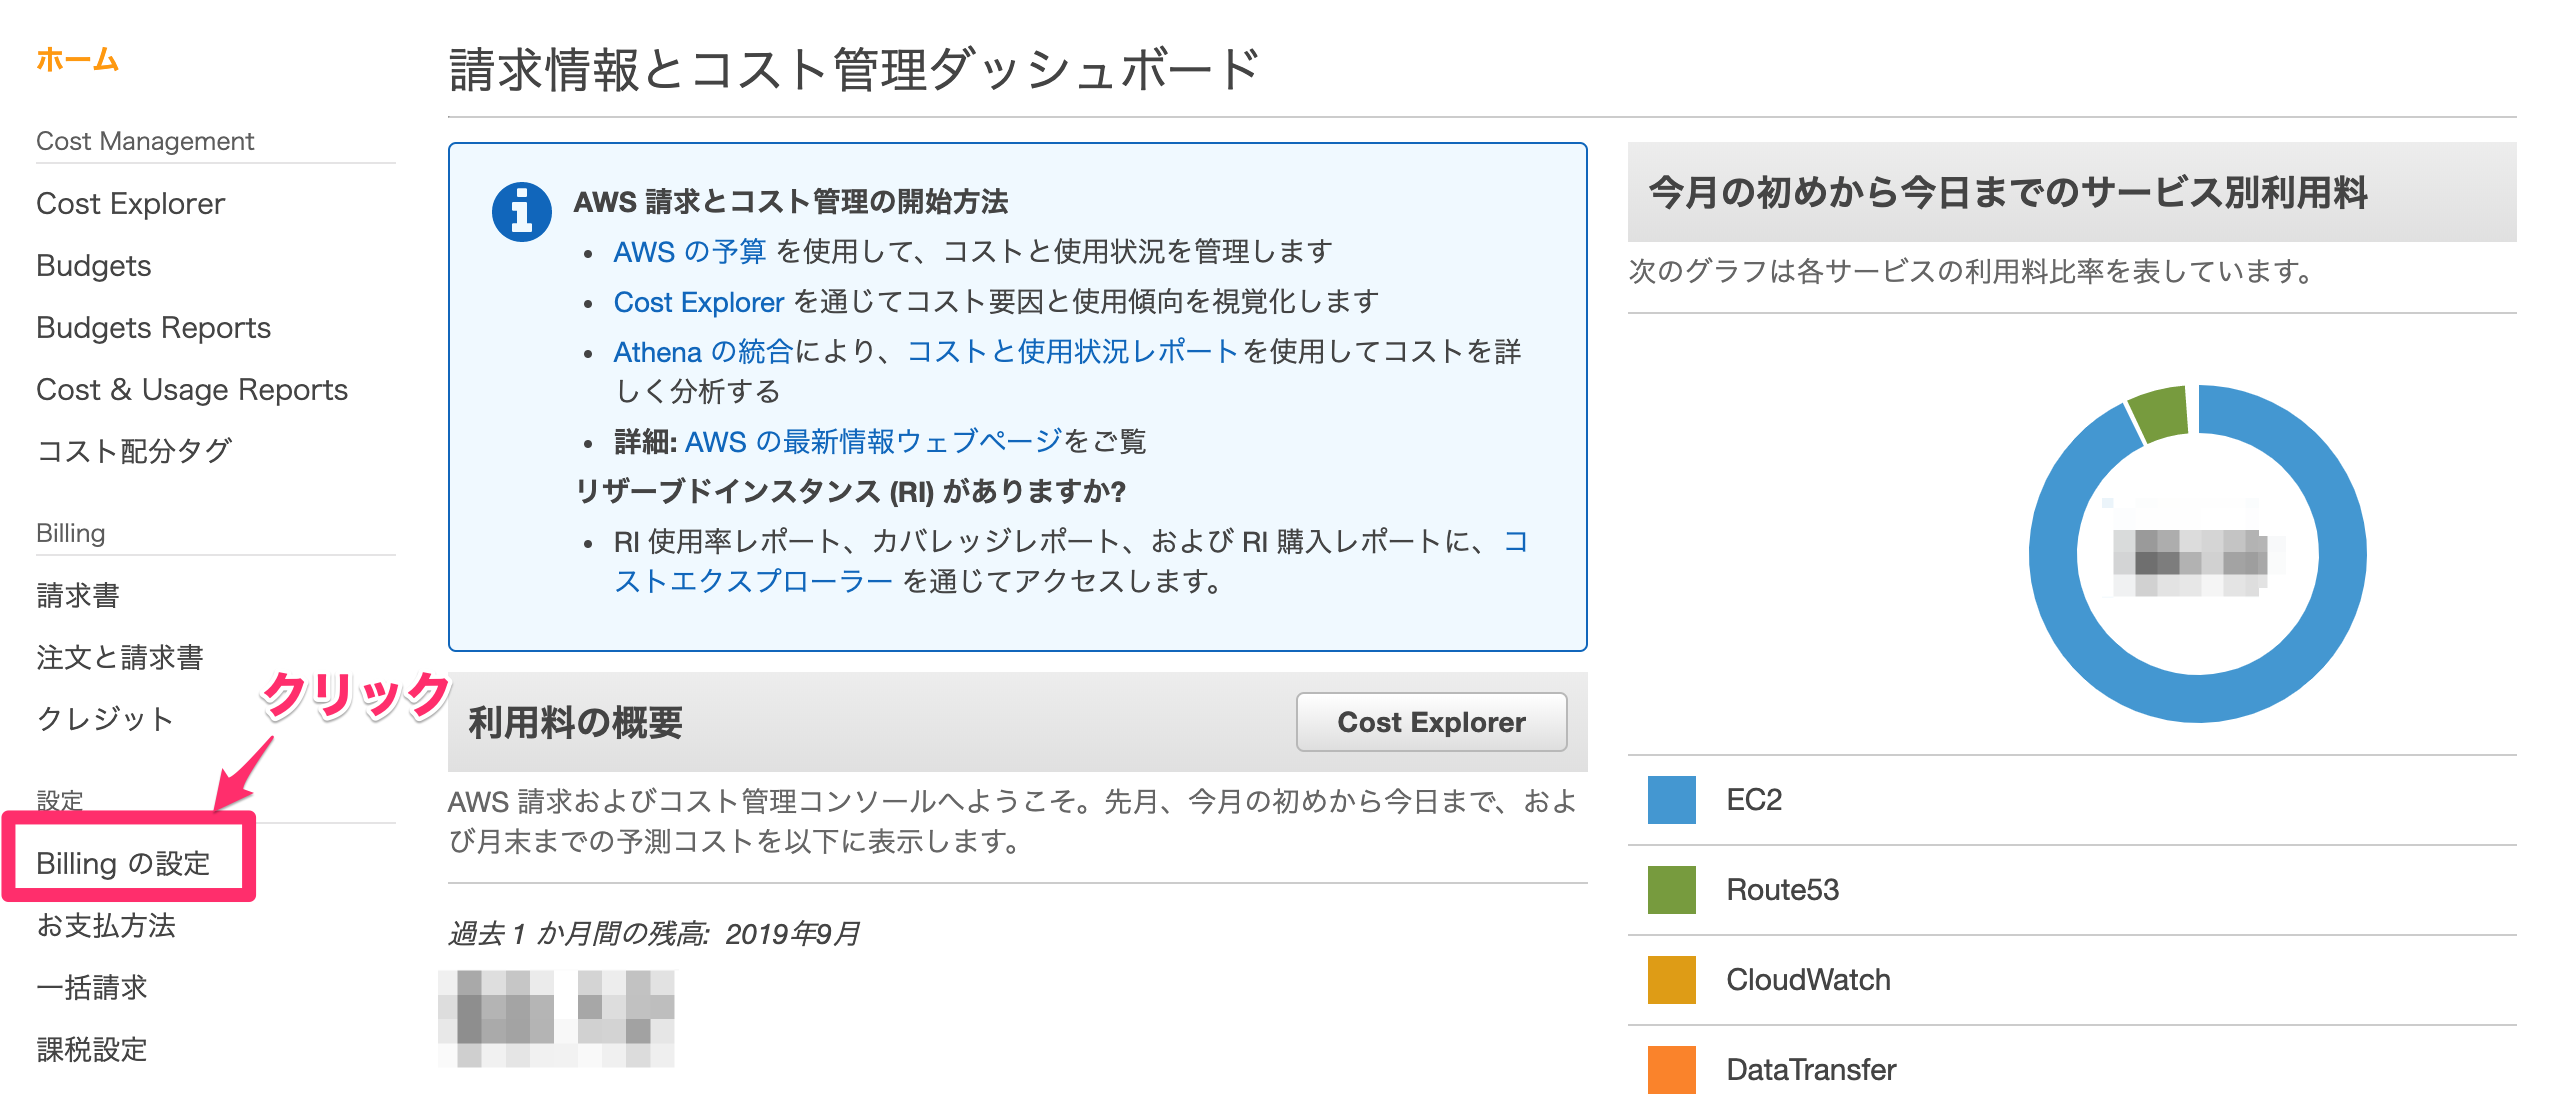 ホーム
Cost Management
Cost Explorer
Budgets
Budgets Reports
Cost & Usage Reports
コスト配分タグ
Billing
請求書
注文と請求書
クレジット
クリック
設定
Billing の設定
お支払方法
一括請求
課税設定
請求情報とコスト管理ダッシュボード
AWS 請求とコスト管理の開始方法
• AWS の予算 を使用して、コストと使用状況を管理します
• Cost Explorer を通じてコスト要因と使用傾向を視覚化します
• Athena の統合により、コストと使用状況レポートを使用してコストを詳
しく分析する
• 詳細: AWS の最新情報ウェブページをご覧
リザーブドインスタンス (RI) がありますか?
• RI 使用率レポート、カバレッジレポート、および RI 購入レポートに、コ
ストエクスプローラー を通じてアクセスします。
利用料の概要
Cost Explorer
AWS 請求およびコスト管理コンソールへようこそ。先月、今月の初めから今日まで、およ
び月末までの予測コストを以下に表示します。
過去 1 か月間の残高: 2019年9月
今月の初めから今日までのサービス別利用料
次のグラフは各サービスの利用料比率を表しています。
EC2
Route53
CloudWatch
DataTransfer